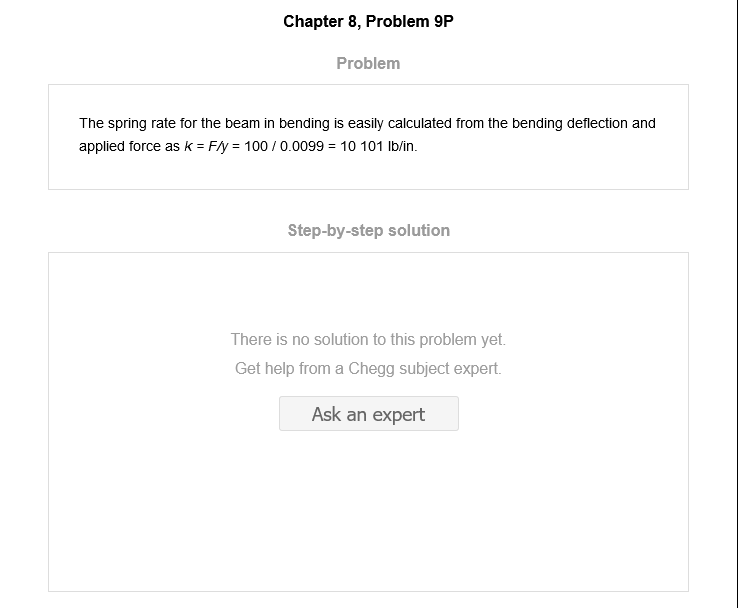 Chapter 8, Problem 9P
Problem
The spring rate for the beam in bending is easily calculated from the bending deflection and
applied force as k = F/y = 100 / 0.0099 = 10 101 lb/in.
Step-by-step solution
There is no solution to this problem yet.
Get help from a Chegg subject expert.
Ask an expert